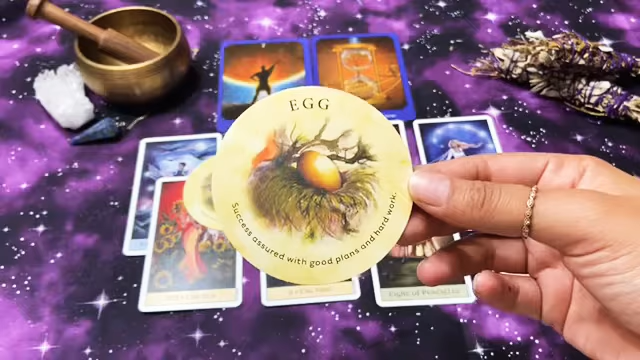 EGG
Success assured with good plans and hard work.
Eight of Pentacles